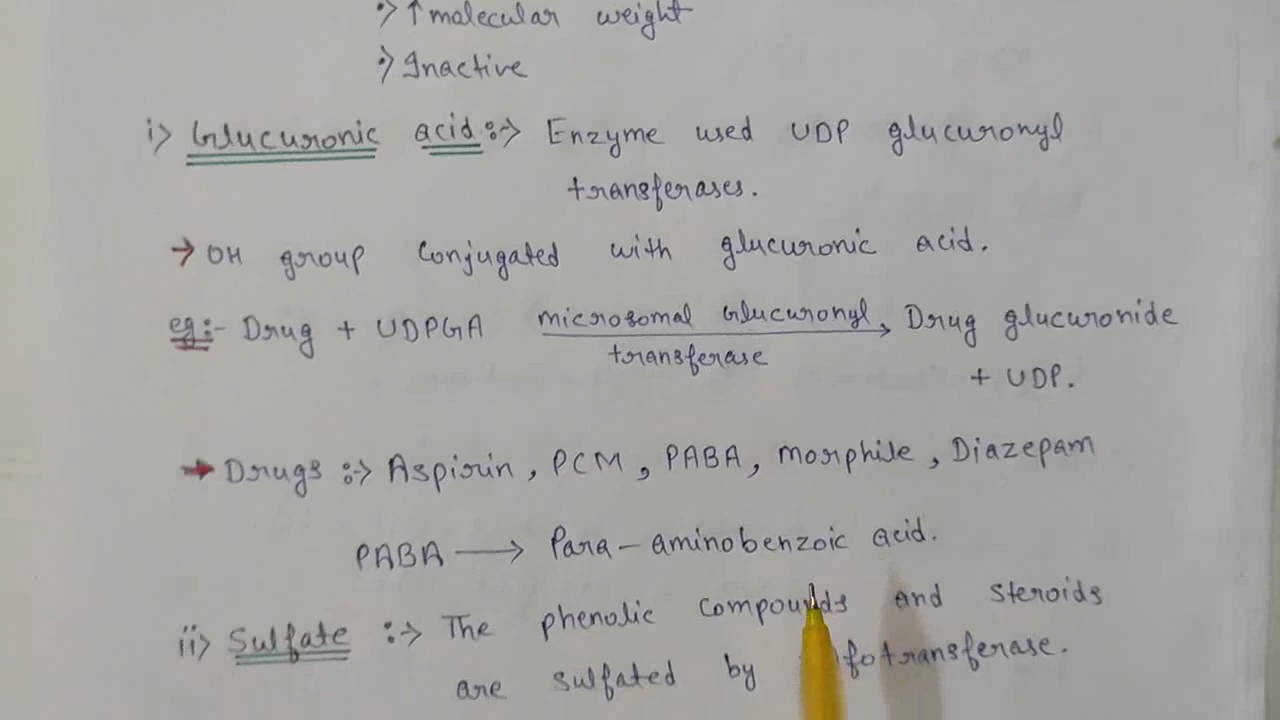 :) ↑ molecular weight
:) Inactive
i) Glucuronic acid :-) Enzyme used UDP glucuronyl
transferases.
→ OH group conjugated with glucuronic acid.
eg:- Drug + UDPGA microsomal Glucuronyl transferase → Drug glucuronide
+ UDP.
→ Drugs :-) Aspirin, PCM, PABA, morphile, Diazepam
PABA → Para-aminobenzoic acid.
ii) Sulfate :-) The phenolic compounds and steroids
are sulfated by fotransferase.